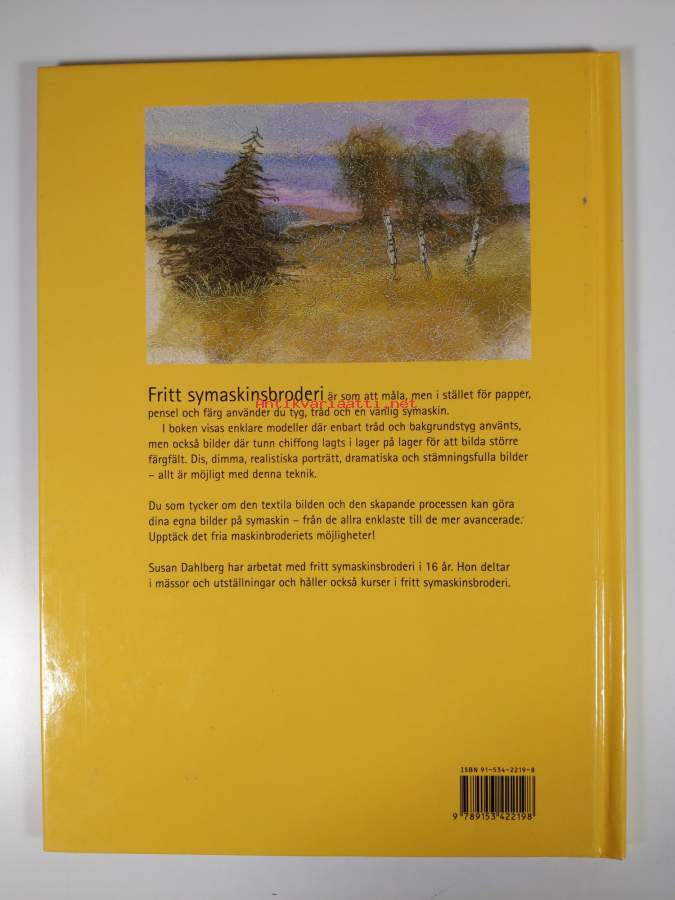 Fritt symaskinsbroderi är som att måla, men i stället för papper,
Antikvariaatti.net
pensel och färg använder du tyg, tråd och en vanlig symaskin.
I boken visas enklare modeller där enbart tråd och bakgrundstyg använts,
men också bilder där tunn chiffong lagts i lager på lager för att bilda större
färgfält. Dis, dimma, realistiska porträtt, dramatiska och stämningsfulla bilder
– allt är möjligt med denna teknik.
Du som tycker om den textila bilden och den skapande processen kan göra
dina egna bilder på symaskin – från de allra enklaste till de mer avancerade.
Upptäck det fria maskinbroderiets möjligheter!
Susan Dahlberg har arbetat med fritt symaskinsbroderi i 16 år. Hon deltar
i mässor och utställningar och håller också kurser i fritt symaskinsbroderi.
ISBN 91-534-2219-8
9 789153 422198